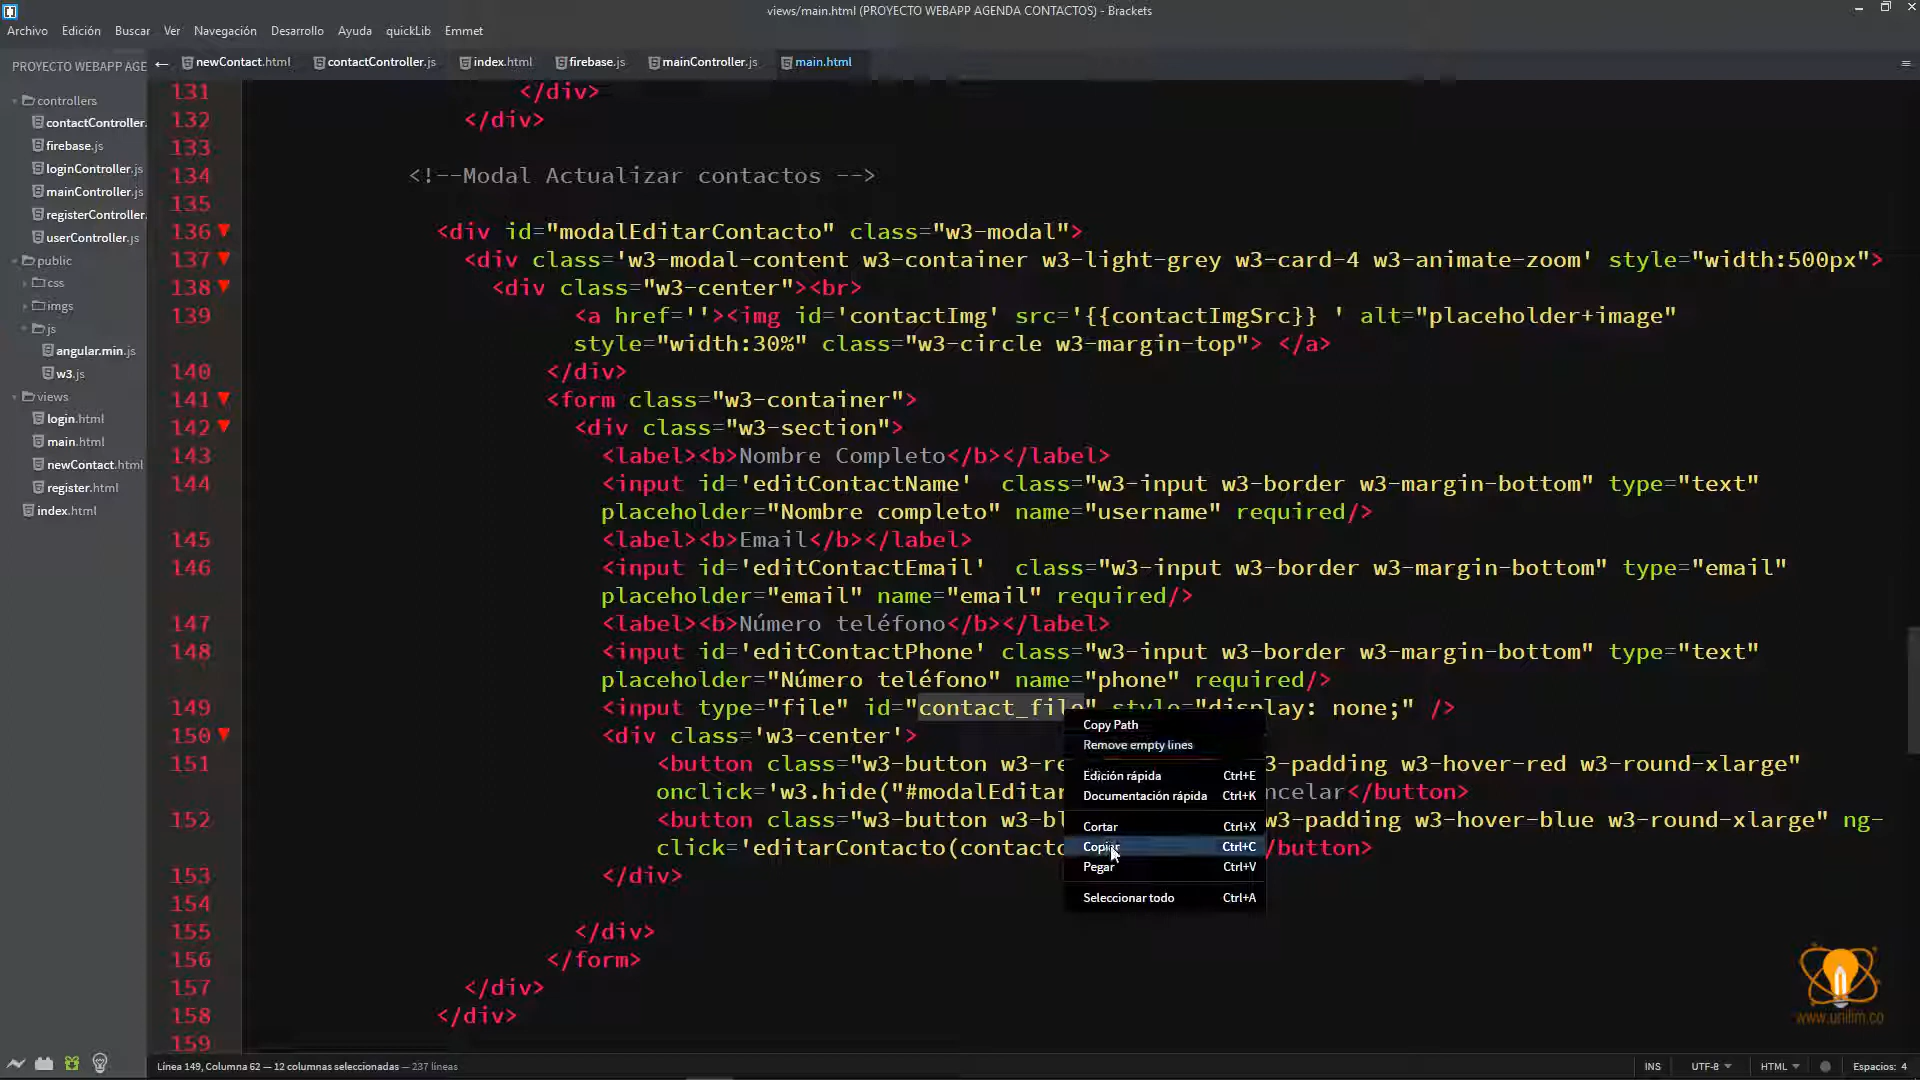 views/main.html (PROYECTO WEBAPP AGENDA CONTACTOS) - Brackets
Archivo Edición Buscar Ver Navegación Desarrollo Ayuda quickLib Emmet
PROYECTO WEBAPP AGE
newContact.html contactController.js index.html firebase.js mainController.js main.html
controllers
contactController.
firebase.js
loginController.js
mainController.js
registerController.
userController.js
public
css
imgs
js
angular.min.js
w3.js
views
login.html
main.html
newContact.html
register.html
index.html
131 </div>
132 </div>
133
134 <!--Modal Actualizar contactos -->
135
136 <div id="modalEditarContacto" class="w3-modal">
137 <div class='w3-modal-content w3-container w3-light-grey w3-card-4 w3-animate-zoom' style="width:500px">
138 <div class="w3-center"><br>
139 <a href=''><img id='contactImg' src='{{contactImgSrc}} ' alt="placeholder+image"
style="width:30%" class="w3-circle w3-margin-top"> </a>
140 </div>
141 <form class="w3-container">
142 <div class="w3-section">
143 <label><b>Nombre Completo</b></label>
144 <input id='editContactName'  class="w3-input w3-border w3-margin-bottom" type="text"
placeholder="Nombre completo" name="username" required/>
145 <label><b>Email</b></label>
146 <input id='editContactEmail'  class="w3-input w3-border w3-margin-bottom" type="email"
placeholder="email" name="email" required/>
147 <label><b>Número teléfono</b></label>
148 <input id='editContactPhone' class="w3-input w3-border w3-margin-bottom" type="text"
placeholder="Número teléfono" name="phone" required/>
149 <input type="file" id="contact_file" style="display: none;" />
150 <div class='w3-center'>
151 <button class="w3-button w3-re 3-padding w3-hover-red w3-round-xlarge"
onclick='w3.hide("#modalEditar ncelar</button>
152 <button class="w3-button w3-bl w3-padding w3-hover-blue w3-round-xlarge" ng-
click='editarContacto(contacto /button>
153 </div>
154
155 </div>
156 </form>
157 </div>
158 </div>
159
Copy Path
Remove empty lines
Edición rápida Ctrl+E
Documentación rápida Ctrl+K
Cortar Ctrl+X
Copiar Ctrl+C
Pegar Ctrl+V
Seleccionar todo Ctrl+A
www.unilim.co
Línea 149, Columna 62 — 12 columnas seleccionadas — 237 líneas
INS UTF-8 HTML Espacios: 4